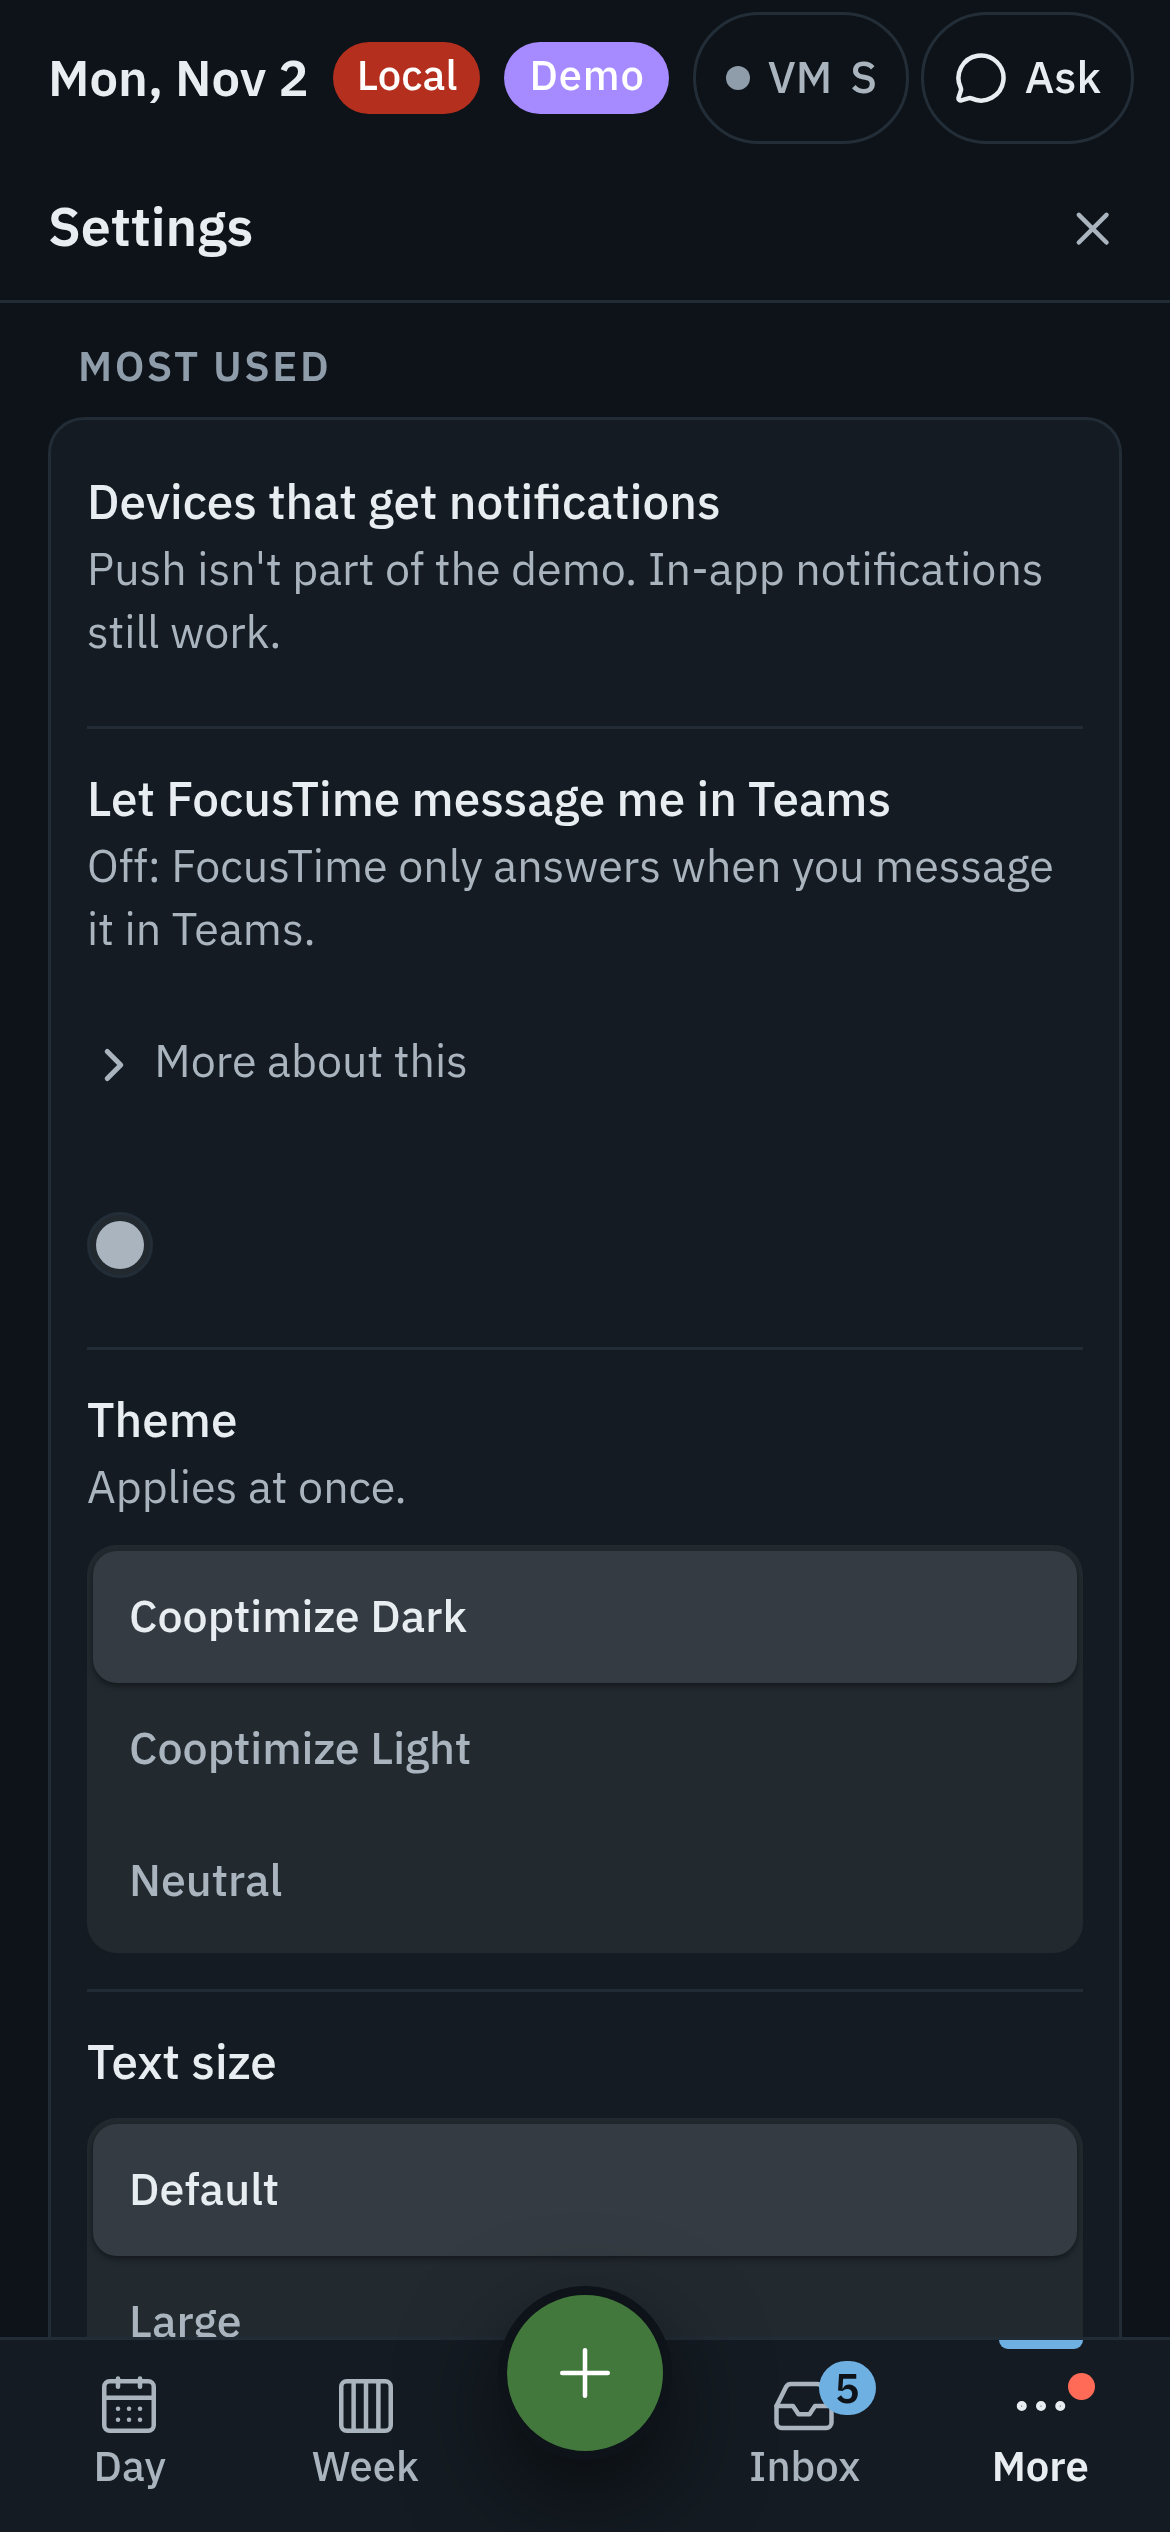 Mon, Nov 2 Local Demo VM S Ask
Settings
MOST USED
Devices that get notifications
Push isn't part of the demo. In-app notifications
still work.
Let FocusTime message me in Teams
Off: FocusTime only answers when you message
it in Teams.
More about this
Theme
Applies at once.
Cooptimize Dark
Cooptimize Light
Neutral
Text size
Default
Large
Day Week Inbox 5 More